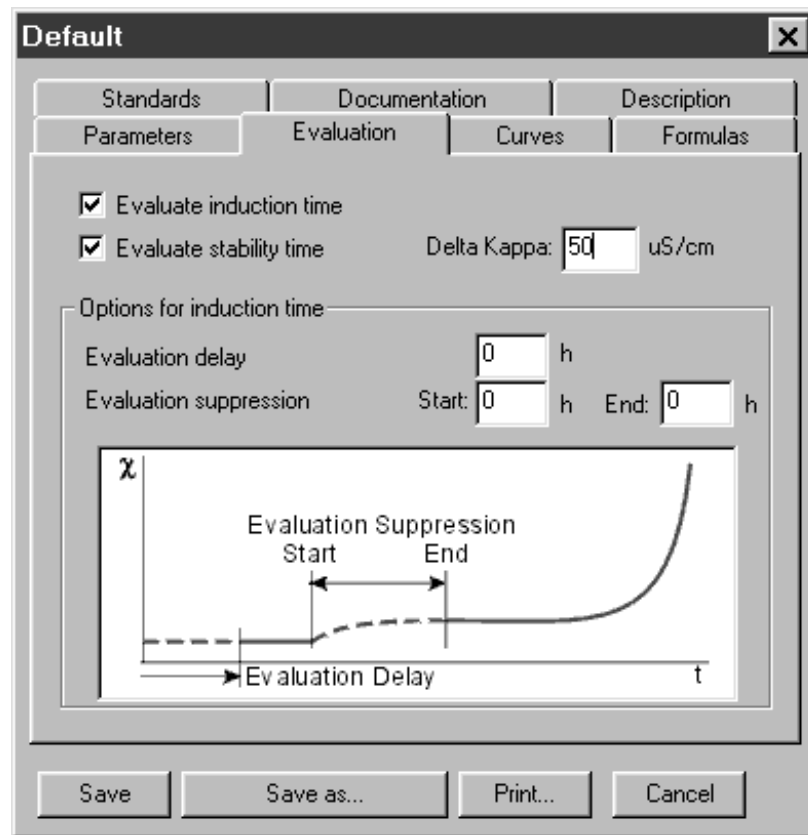 Default
Standards Documentation Description
Parameters Evaluation Curves Formulas
Evaluate induction time
Evaluate stability time Delta Kappa: 50 uS/cm
Options for induction time
Evaluation delay 0 h
Evaluation suppression Start: 0 h End: 0 h
χ
Evaluation Suppression
Start End
Evaluation Delay t
Save Save as... Print... Cancel